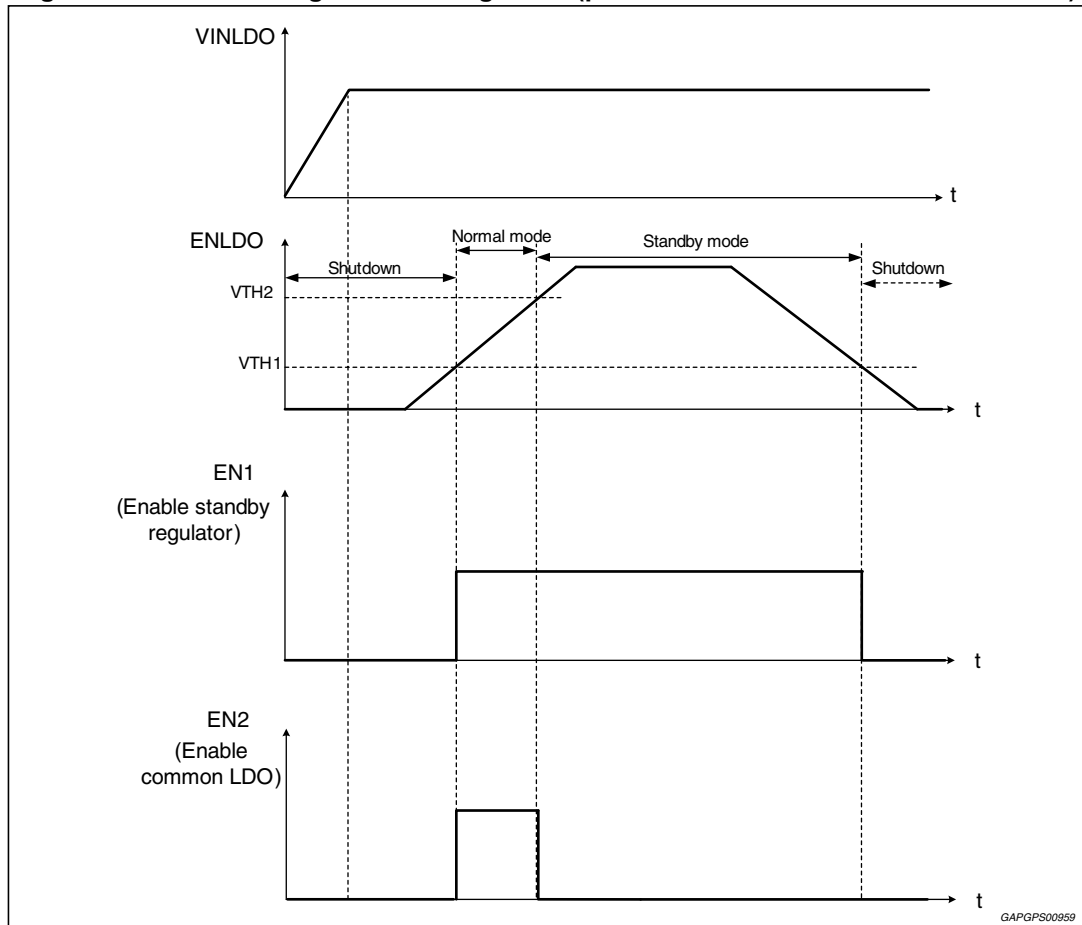 VINLDO
t
ENLDO
Normal mode
Standby mode
Shutdown
Shutdown
VTH2
VTH1
t
EN1
(Enable standby
regulator)
t
EN2
(Enable
common LDO)
t
GAPGPS00959